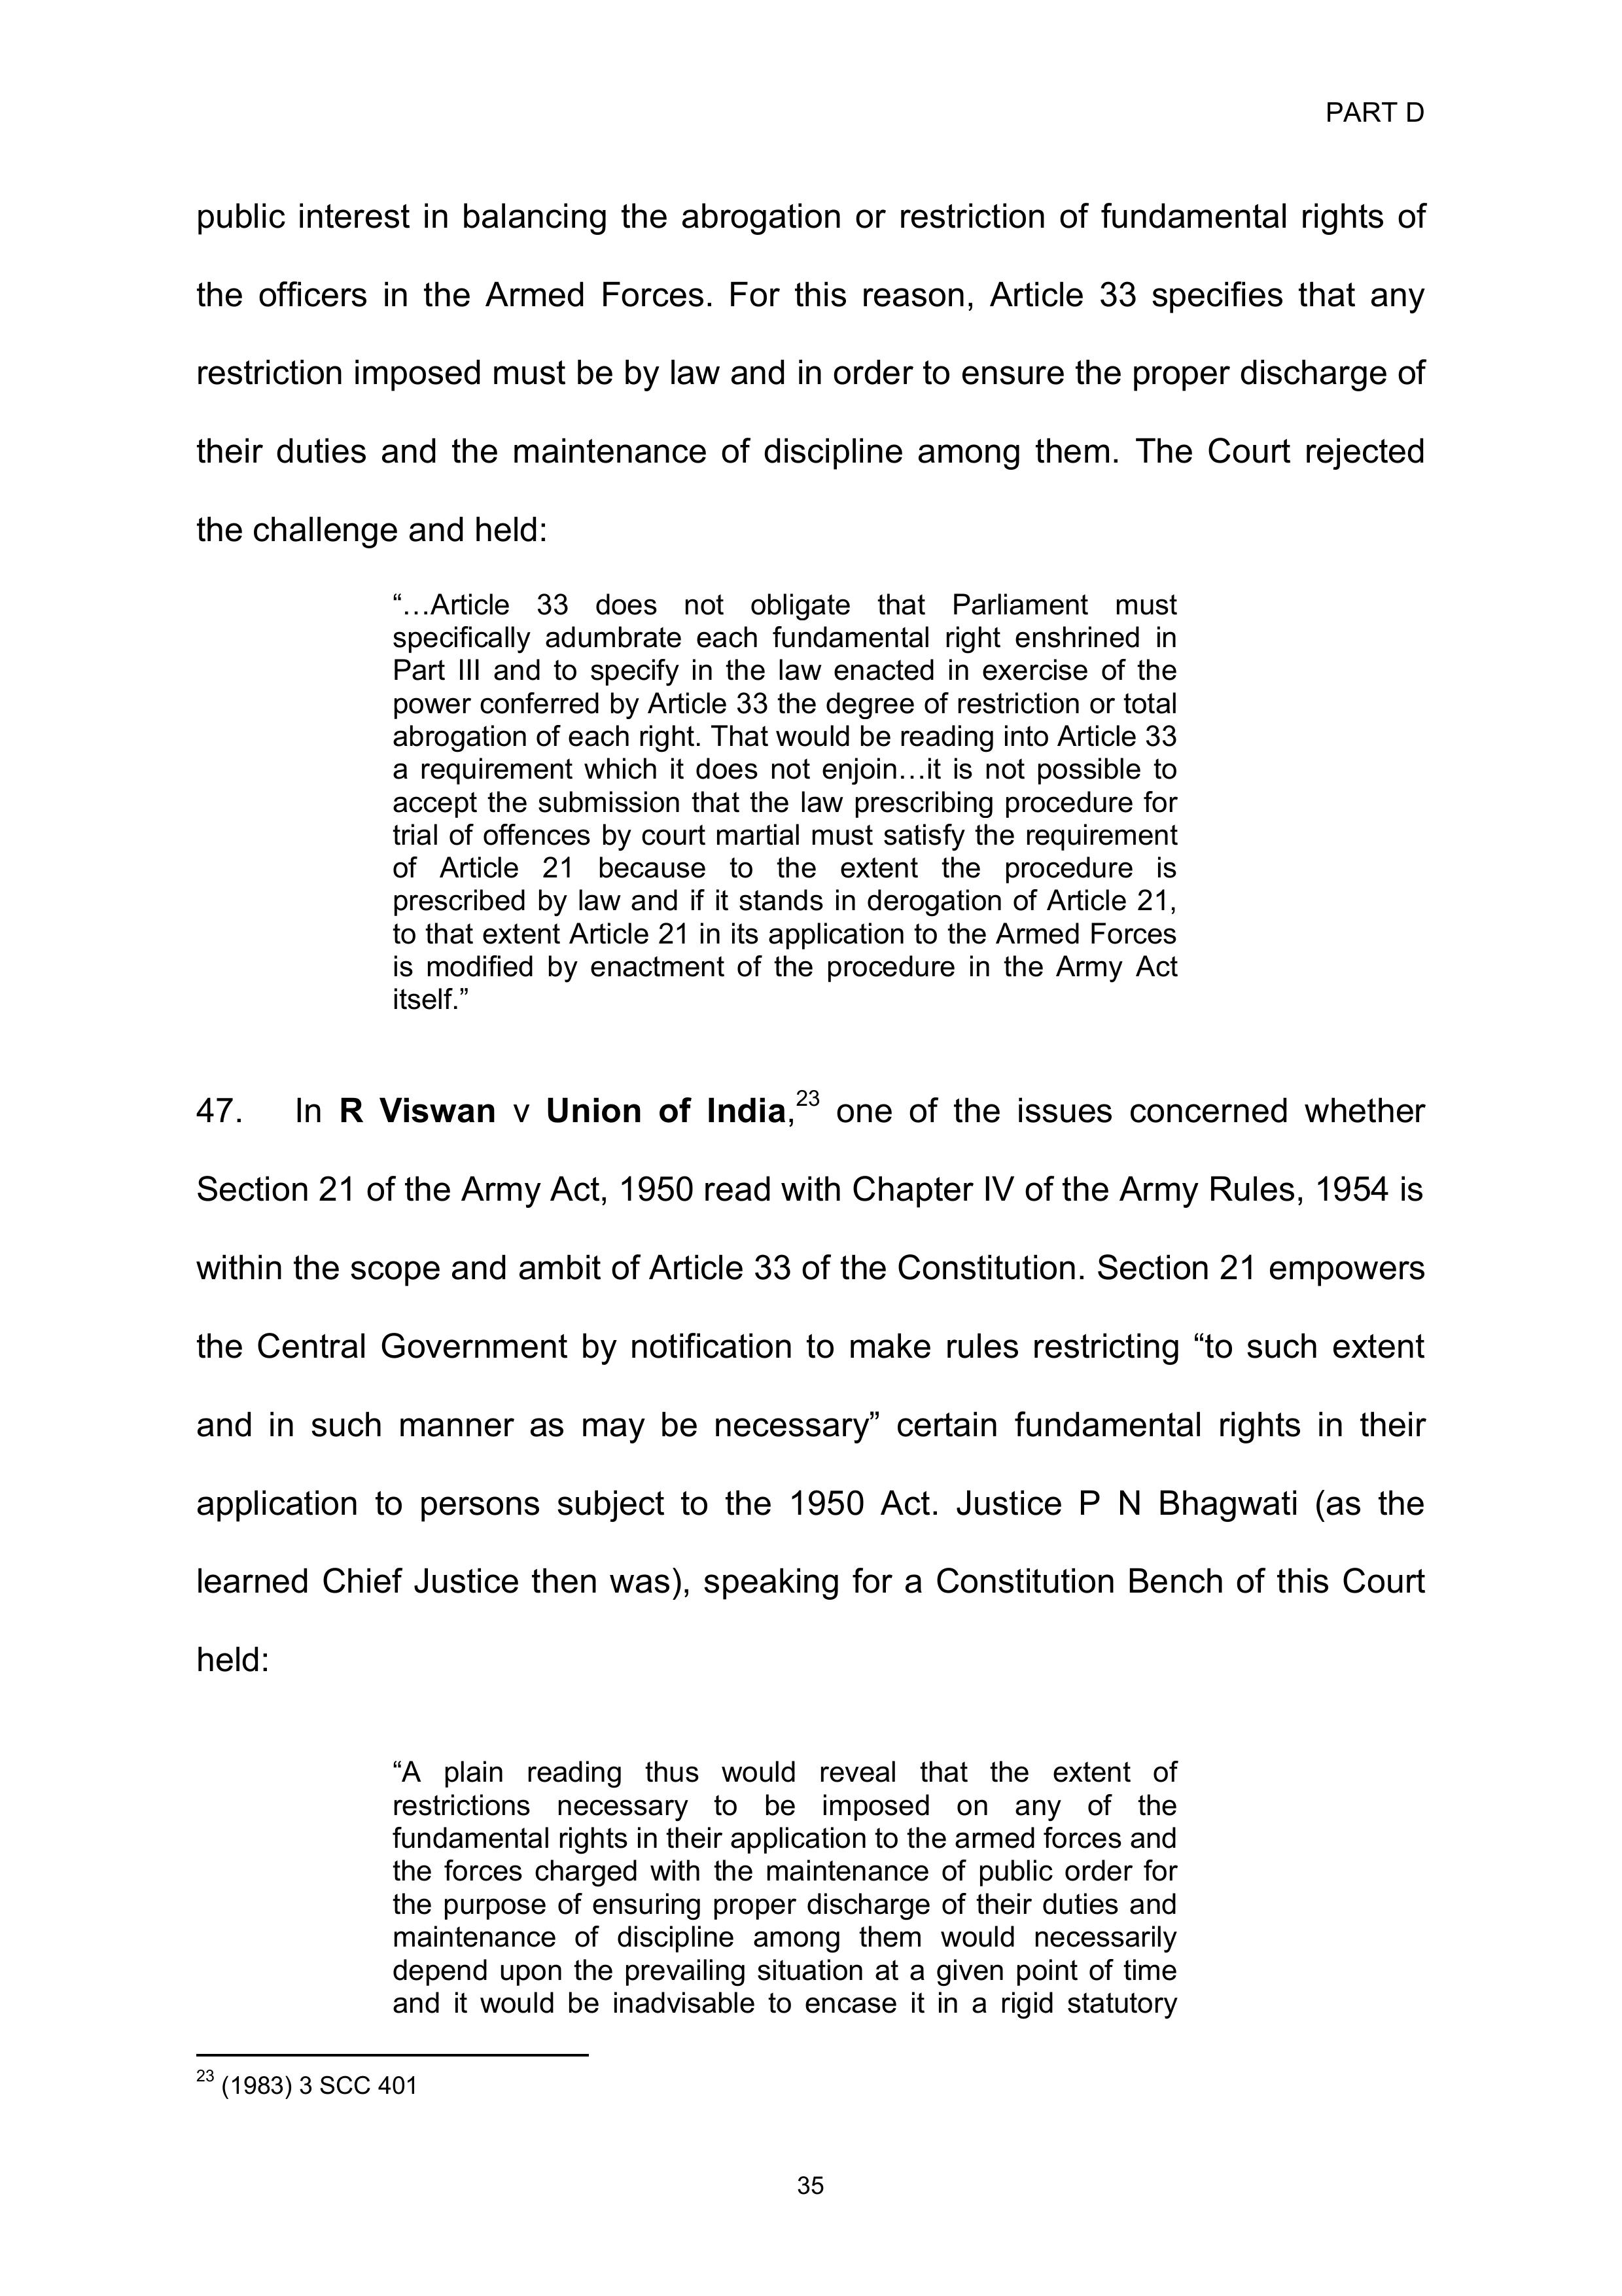 PART D
public interest in balancing the abrogation or restriction of fundamental rights of
the officers in the Armed Forces. For this reason, Article 33 specifies that any
restriction imposed must be by law and in order to ensure the proper discharge of
their duties and the maintenance of discipline among them. The Court rejected
the challenge and held:
“…Article 33 does not obligate that Parliament must
specifically adumbrate each fundamental right enshrined in
Part III and to specify in the law enacted in exercise of the
power conferred by Article 33 the degree of restriction or total
abrogation of each right. That would be reading into Article 33
a requirement which it does not enjoin…it is not possible to
accept the submission that the law prescribing procedure for
trial of offences by court martial must satisfy the requirement
of Article 21 because to the extent the procedure is
prescribed by law and if it stands in derogation of Article 21,
to that extent Article 21 in its application to the Armed Forces
is modified by enactment of the procedure in the Army Act
itself.”
47. In R Viswan v Union of India,23 one of the issues concerned whether
Section 21 of the Army Act, 1950 read with Chapter IV of the Army Rules, 1954 is
within the scope and ambit of Article 33 of the Constitution. Section 21 empowers
the Central Government by notification to make rules restricting “to such extent
and in such manner as may be necessary” certain fundamental rights in their
application to persons subject to the 1950 Act. Justice P N Bhagwati (as the
learned Chief Justice then was), speaking for a Constitution Bench of this Court
held:
“A plain reading thus would reveal that the extent of
restrictions necessary to be imposed on any of the
fundamental rights in their application to the armed forces and
the forces charged with the maintenance of public order for
the purpose of ensuring proper discharge of their duties and
maintenance of discipline among them would necessarily
depend upon the prevailing situation at a given point of time
and it would be inadvisable to encase it in a rigid statutory
23 (1983) 3 SCC 401
35